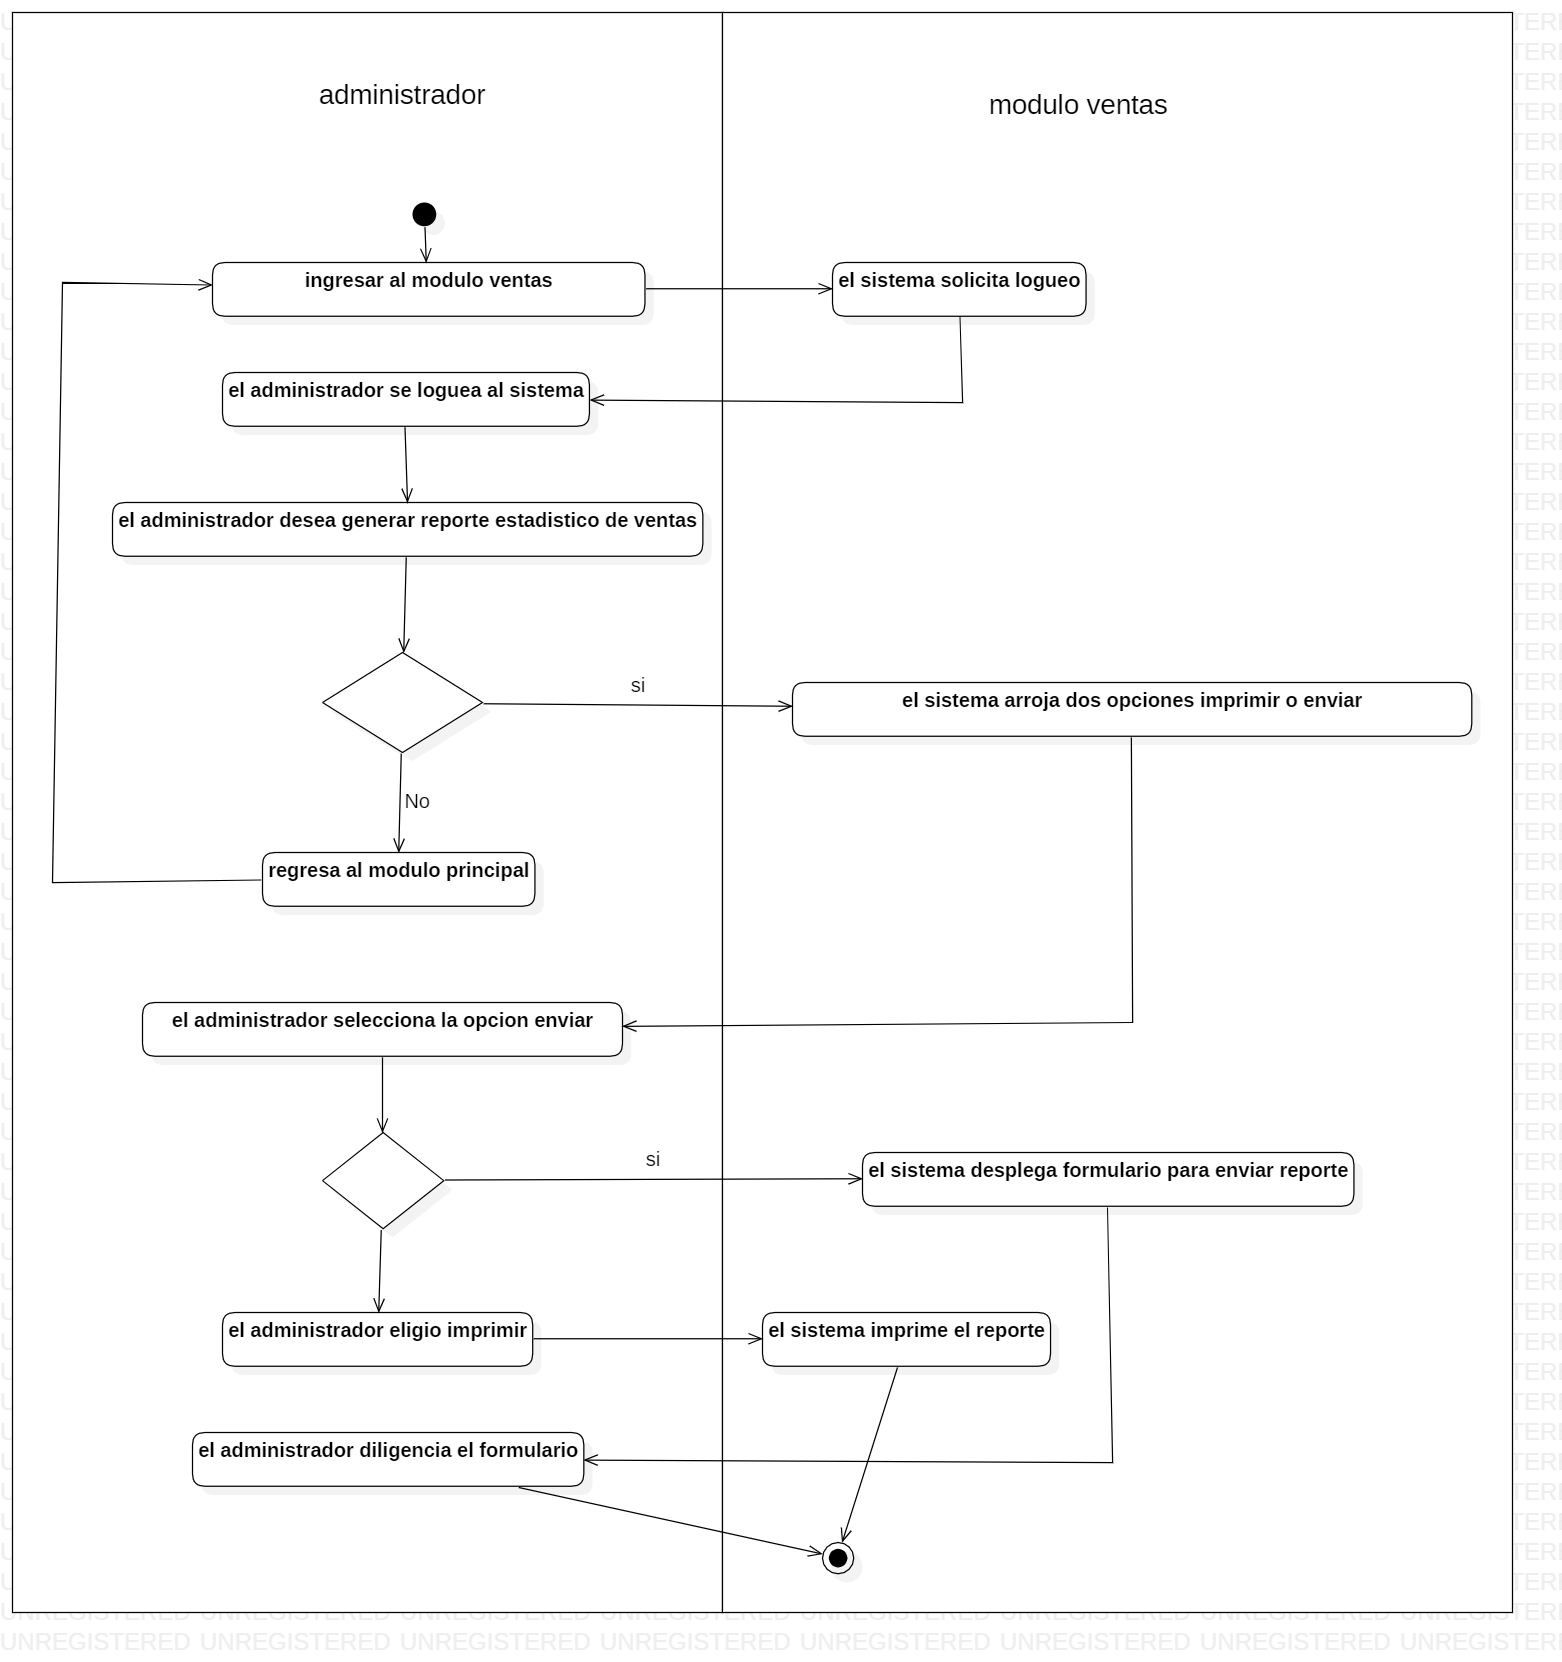 administrador
modulo ventas
ingresar al modulo ventas
el sistema solicita logueo
el administrador se loguea al sistema
el administrador desea generar reporte estadistico de ventas
si
el sistema arroja dos opciones imprimir o enviar
No
regresa al modulo principal
el administrador selecciona la opcion enviar
si
el sistema desplega formulario para enviar reporte
el administrador eligio imprimir
el sistema imprime el reporte
el administrador diligencia el formulario
UNREGISTERED UNREGISTERED UNREGISTERED UNREGISTERED UNREGISTERED UNREGISTERED UNREGISTERED UNREGISTERI